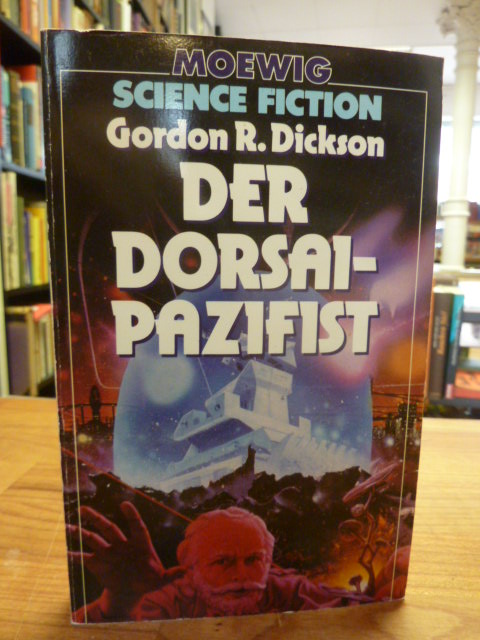 MOEWIG
SCIENCE FICTION
Gordon R. Dickson
DER
DORSAI-
PAZIFIST